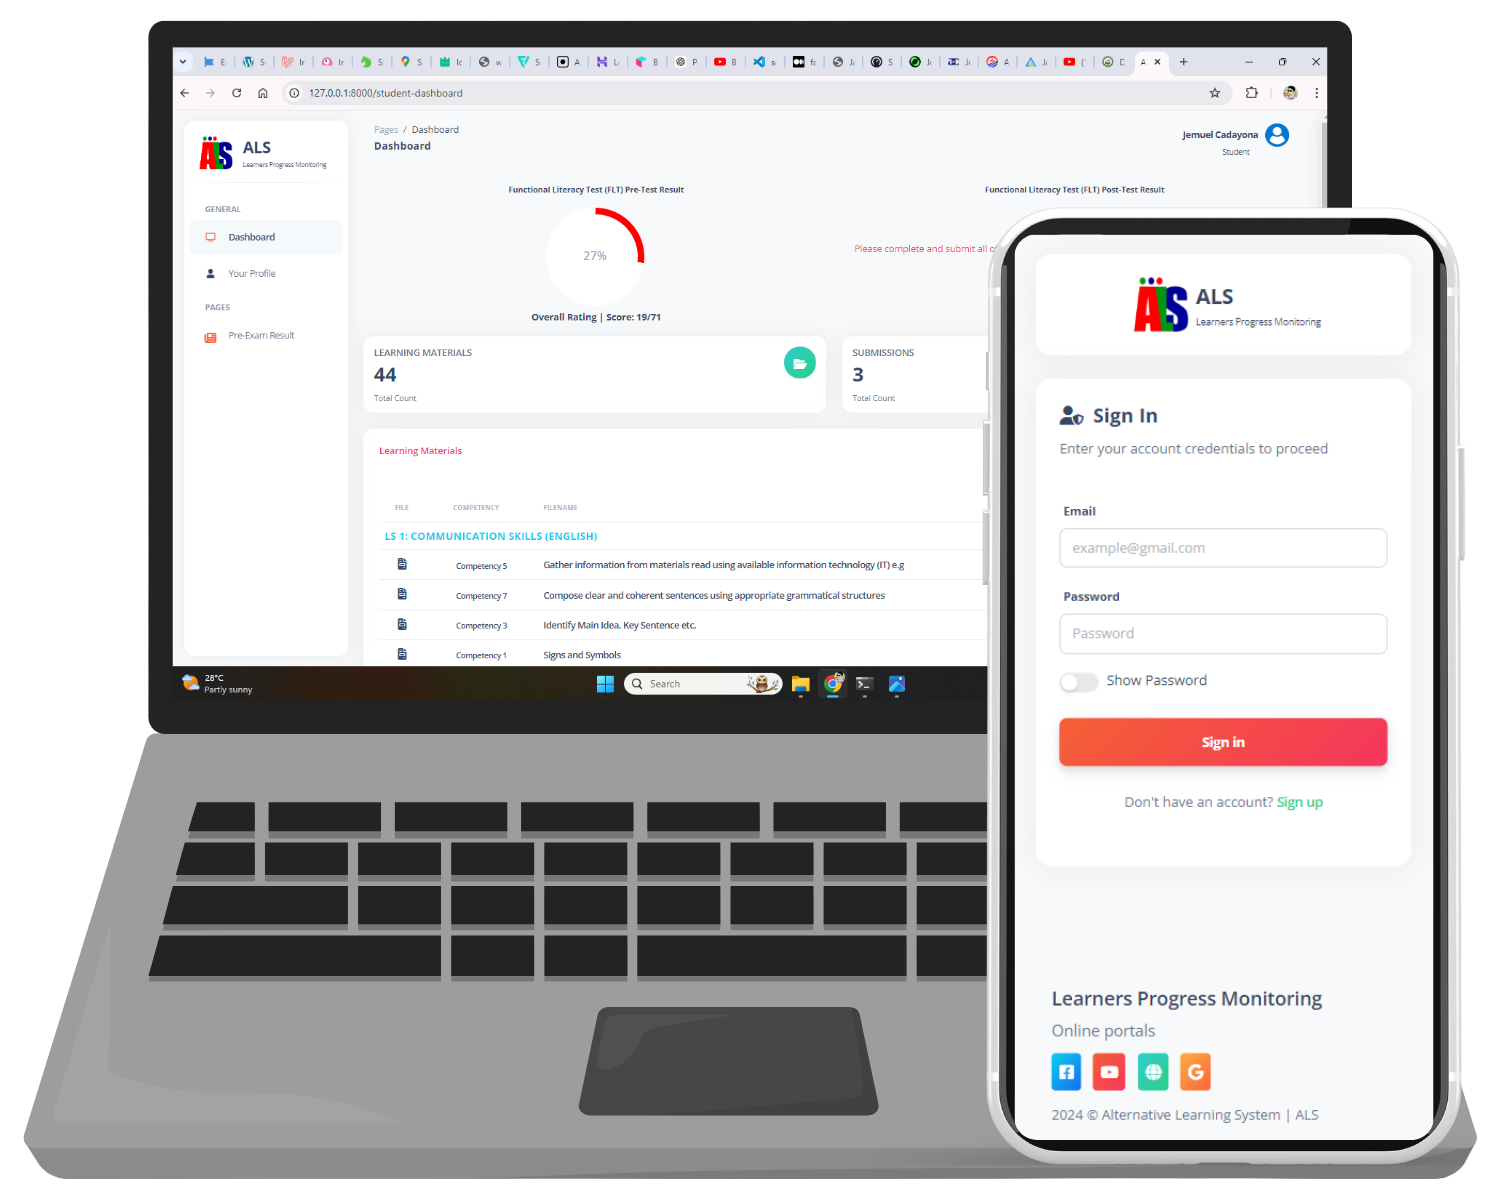 127.0.0.1:8000/student-dashboard
ALS
Learners Progress Monitoring
GENERAL
Dashboard
Your Profile
PAGES
Pre-Exam Result
Pages / Dashboard
Dashboard
Jemuel Cadayona
Student
Functional Literacy Test (FLT) Pre-Test Result
27%
Overall Rating | Score: 19/71
Functional Literacy Test (FLT) Post-Test Result
Please complete and submit all
LEARNING MATERIALS
44
Total Count
SUBMISSIONS
3
Total Count
Learning Materials
FILE COMPETENCY FILENAME
LS 1: COMMUNICATION SKILLS (ENGLISH)
Competency 5 Gather information from materials read using available information technology (IT) e.g
Competency 7 Compose clear and coherent sentences using appropriate grammatical structures
Competency 3 Identify Main Idea. Key Sentence etc.
Competency 1 Signs and Symbols
28°C
Partly sunny
Search
ALS
ALS
Learners Progress Monitoring
Sign In
Enter your account credentials to proceed
Email
example@gmail.com
Password
Password
Show Password
Sign in
Don't have an account? Sign up
Learners Progress Monitoring
Online portals
2024 © Alternative Learning System | ALS